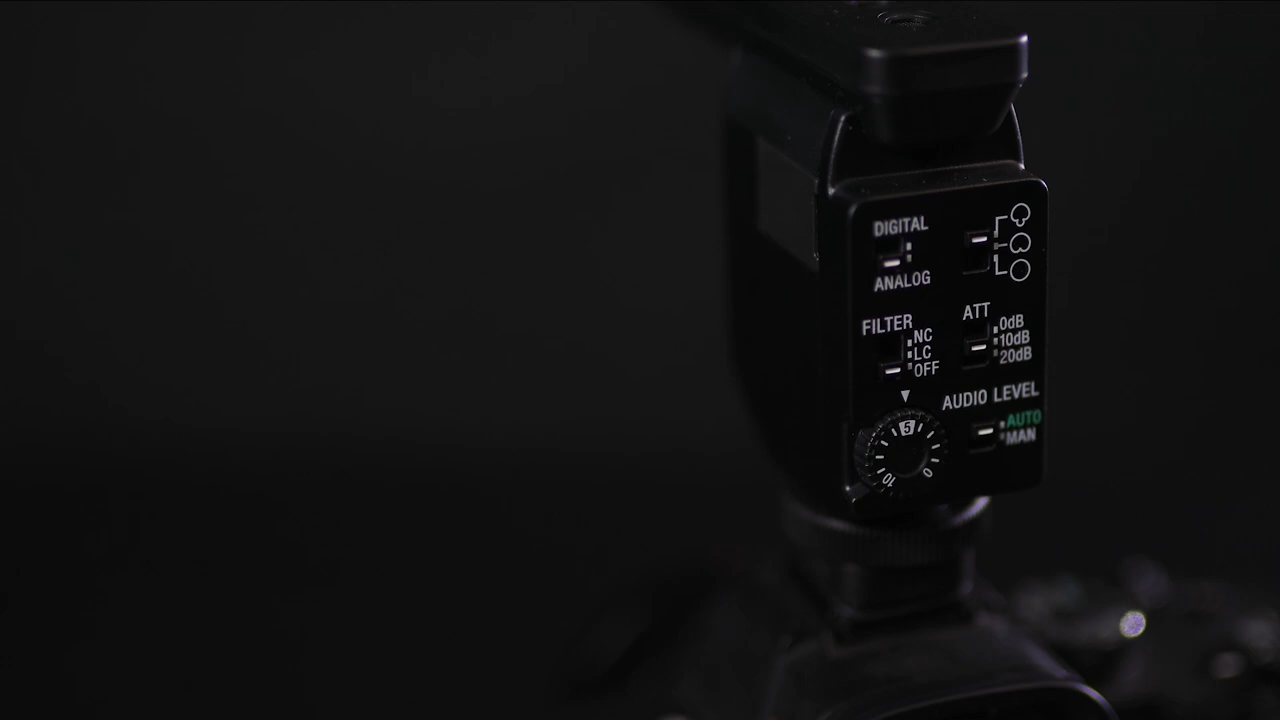 DIGITAL
ANALOG
FILTER
NC
LC
OFF
ATT
0dB
10dB
20dB
AUDIO LEVEL
AUTO
MAN
5
10
0